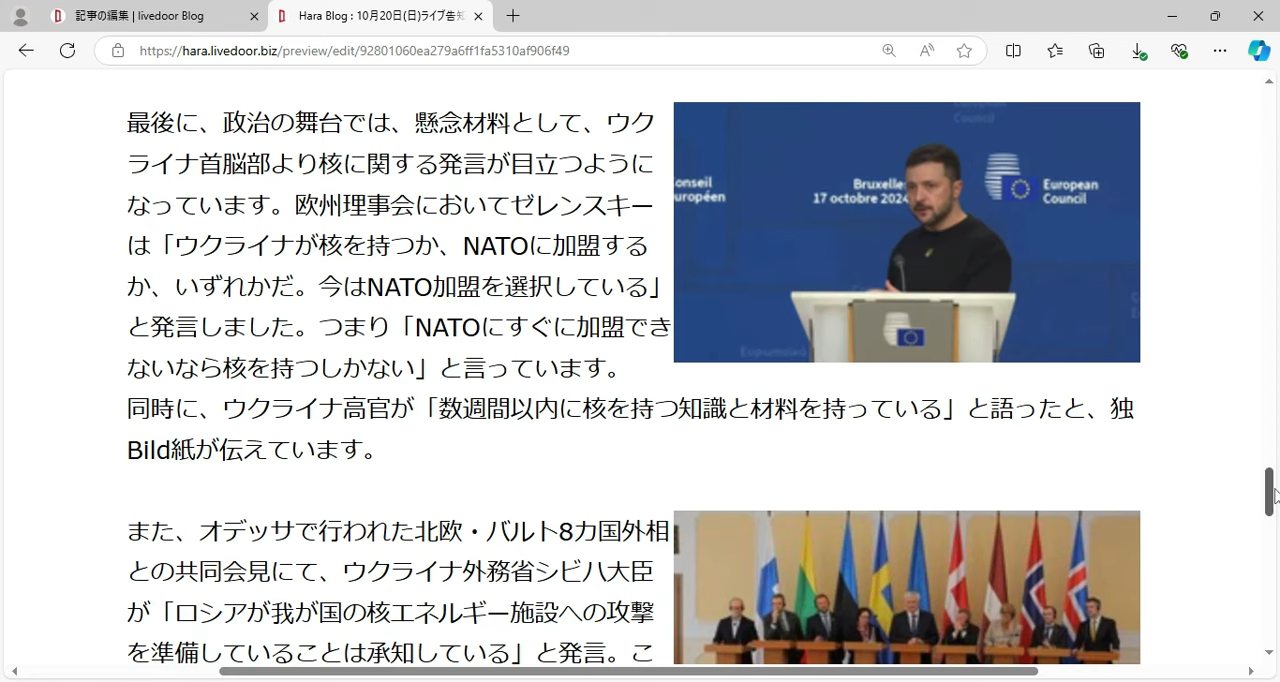 記事の編集 | livedoor Blog
Hara Blog : 10月20日(日)ライブ告知
https://hara.livedoor.biz/preview/edit/92801060ea279a6ff1fa5310af906f49
最後に、政治の舞台では、懸念材料として、ウク
ライナ首脳部より核に関する発言が目立つように
なっています。欧州理事会においてゼレンスキー
は「ウクライナが核を持つか、NATOに加盟する
か、いずれかだ。今はNATO加盟を選択している」
と発言しました。つまり「NATOにすぐに加盟でき
ないなら核を持つしかない」と言っています。
同時に、ウクライナ高官が「数週間以内に核を持つ知識と材料を持っている」と語ったと、独
Bild紙が伝えています。
European
Council
Conseil
européen
Bruxelles
17 octobre 2024
European
Council
また、オデッサで行われた北欧・バルト8カ国外相
との共同会見にて、ウクライナ外務省シビハ大臣
が「ロシアが我が国の核エネルギー施設への攻撃
を準備していることは承知している」と発言。こ